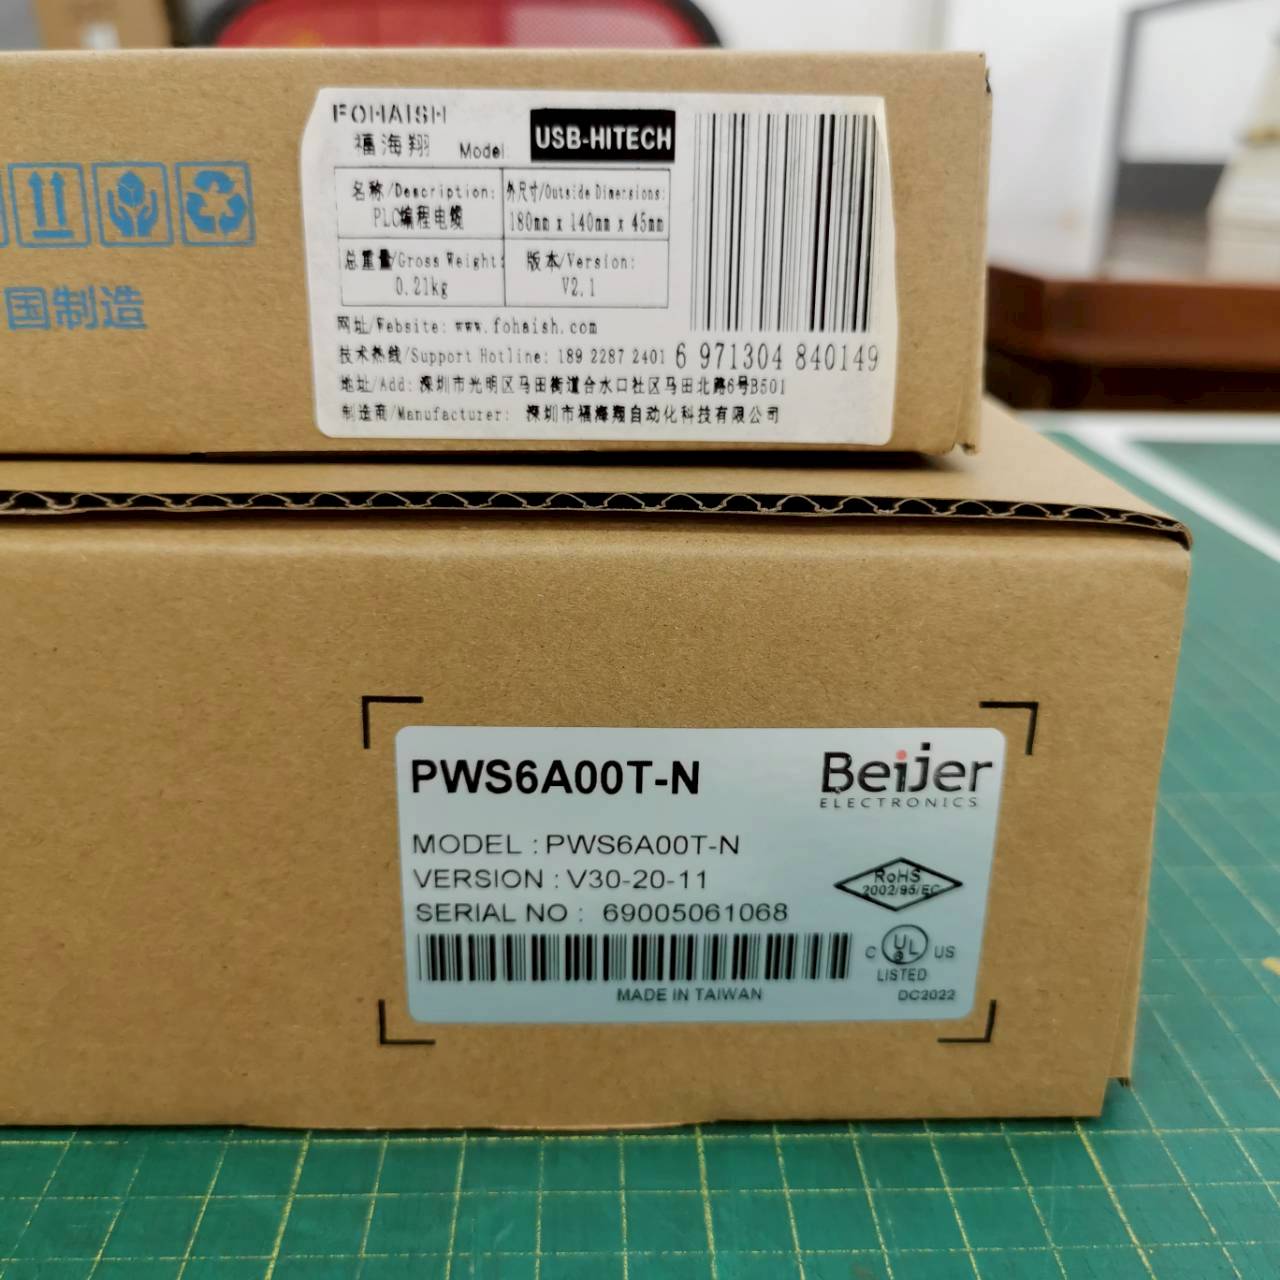 FOHAISH
福海翔 Model: USB-HITECH
名称/Description: 外尺寸/Outside Dimensions:
PLC编程电缆 180mm x 140mm x 45mm
总重量/Gross Weight: 版本/Version:
0.21kg V2.1
网址/Website: www.fohaish.com
技术热线/Support Hotline: 189 2287 2401 6 971304 840149
地址/Add: 深圳市光明区马田街道合水口社区马田北路6号B501
制造商/Manufacturer: 深圳市福海翔自动化科技有限公司
国制造
PWS6A00T-N Beijer
ELECTRONICS
MODEL : PWS6A00T-N
VERSION : V30-20-11
RoHS
2002/95/EC
SERIAL NO : 69005061068
C UL US
LISTED
MADE IN TAIWAN DC2022